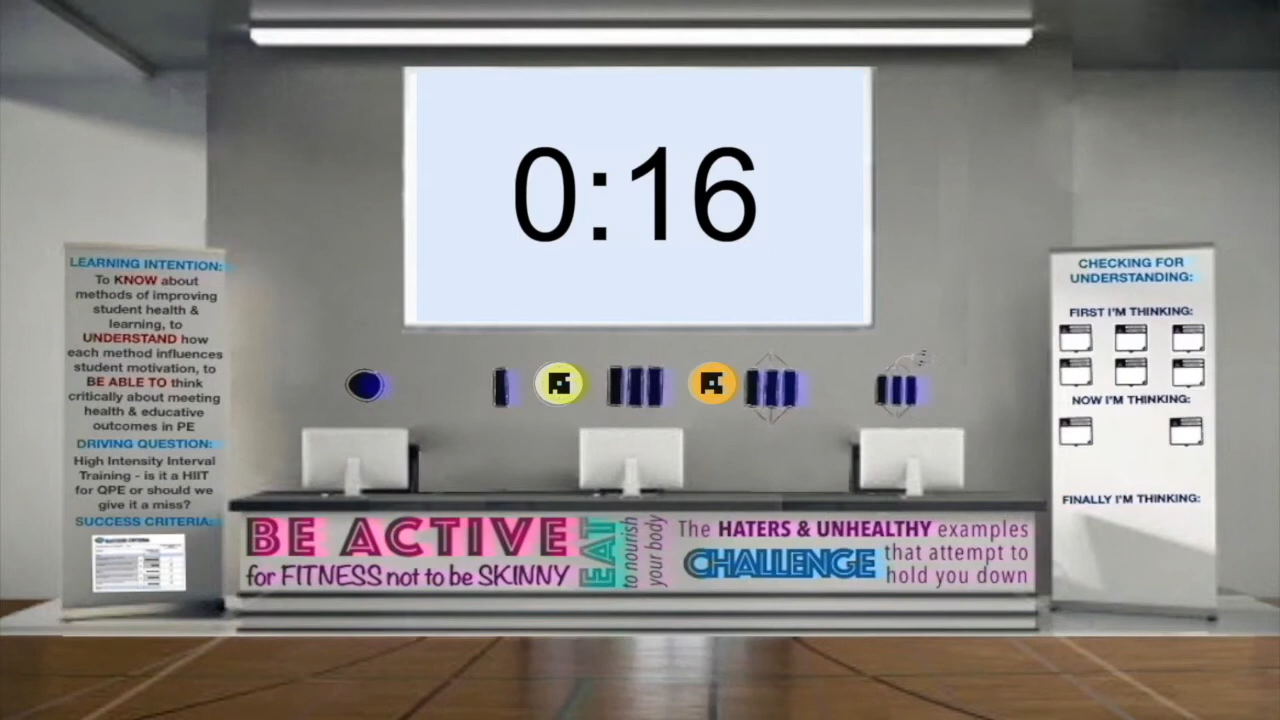 0:16
LEARNING INTENTION:
To KNOW about
methods of improving
student health &
learning, to
UNDERSTAND how
each method influences
student motivation, to
BE ABLE TO think
critically about meeting
health & educative
outcomes in PE
DRIVING QUESTION:
High Intensity Interval
Training - is it a HIIT
for QPE or should we
give it a miss?
SUCCESS CRITERIA:
BE ACTIVE
for FITNESS not to be SKINNY
EAT
to nourish
your body
The HATERS & UNHEALTHY examples
CHALLENGE that attempt to
hold you down
CHECKING FOR
UNDERSTANDING:
FIRST I'M THINKING:
NOW I'M THINKING:
FINALLY I'M THINKING: